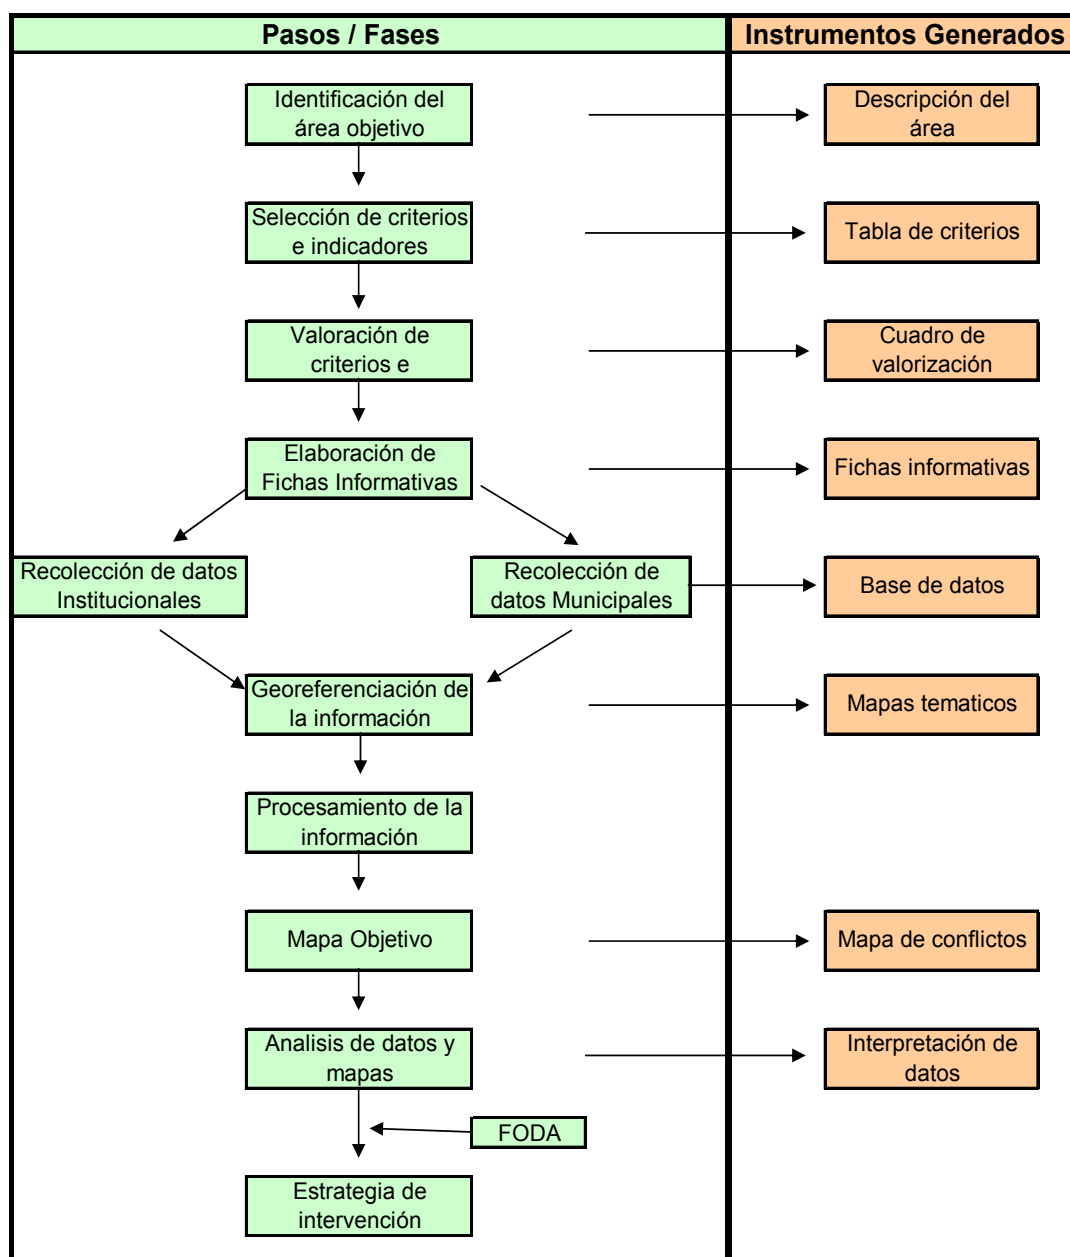 Pasos / Fases
Instrumentos Generados
Identificación del
área objetivo
Descripción del
área
Selección de criterios
e indicadores
Tabla de criterios
Valoración de
criterios e
Cuadro de
valorización
Elaboración de
Fichas Informativas
Fichas informativas
Recolección de datos
Institucionales
Recolección de
datos Municipales
Base de datos
Georeferenciación de
la información
Mapas tematicos
Procesamiento de la
información
Mapa Objetivo
Mapa de conflictos
Analisis de datos y
mapas
Interpretación de
datos
FODA
Estrategia de
intervención